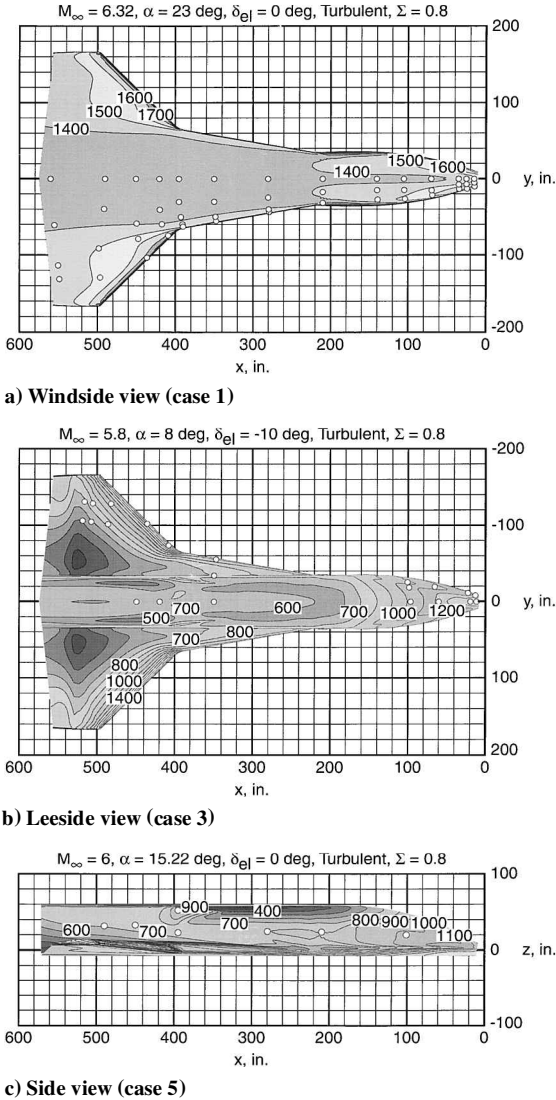 M∞ = 6.32, α = 23 deg, δel = 0 deg, Turbulent, Σ = 0.8
200
1600
1500
1700
1400
100
1500
1600
1400
0
y, in.
-100
-200
600 500 400 300 200 100 0
x, in.
a) Windside view (case 1)
M∞ = 5.8, α = 8 deg, δel = -10 deg, Turbulent, Σ = 0.8
-200
-100
700
600
700
1000
1200
0
y, in.
500
700
800
800
1000
1400
100
200
600 500 400 300 200 100 0
x, in.
b) Leeside view (case 3)
M∞ = 6, α = 15.22 deg, δel = 0 deg, Turbulent, Σ = 0.8
100
900
400
600
700
700
800
900
1000
1100
0
z, in.
-100
600 500 400 300 200 100 0
x, in.
c) Side view (case 5)